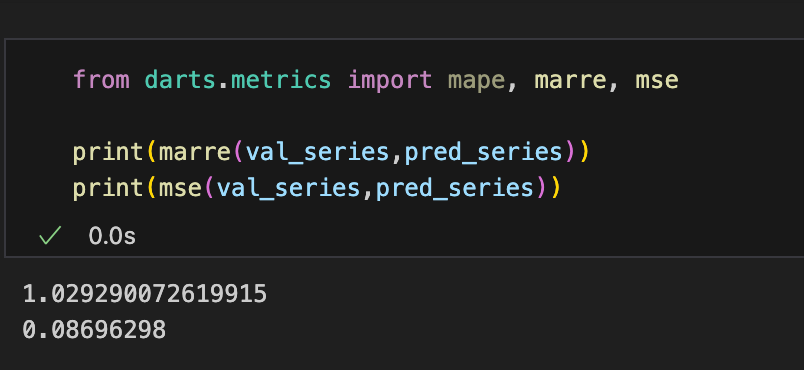 from darts.metrics import mape, marre, mse
print(marre(val_series,pred_series))
print(mse(val_series,pred_series))
✓ 0.0s
1.029290072619915
0.08696298